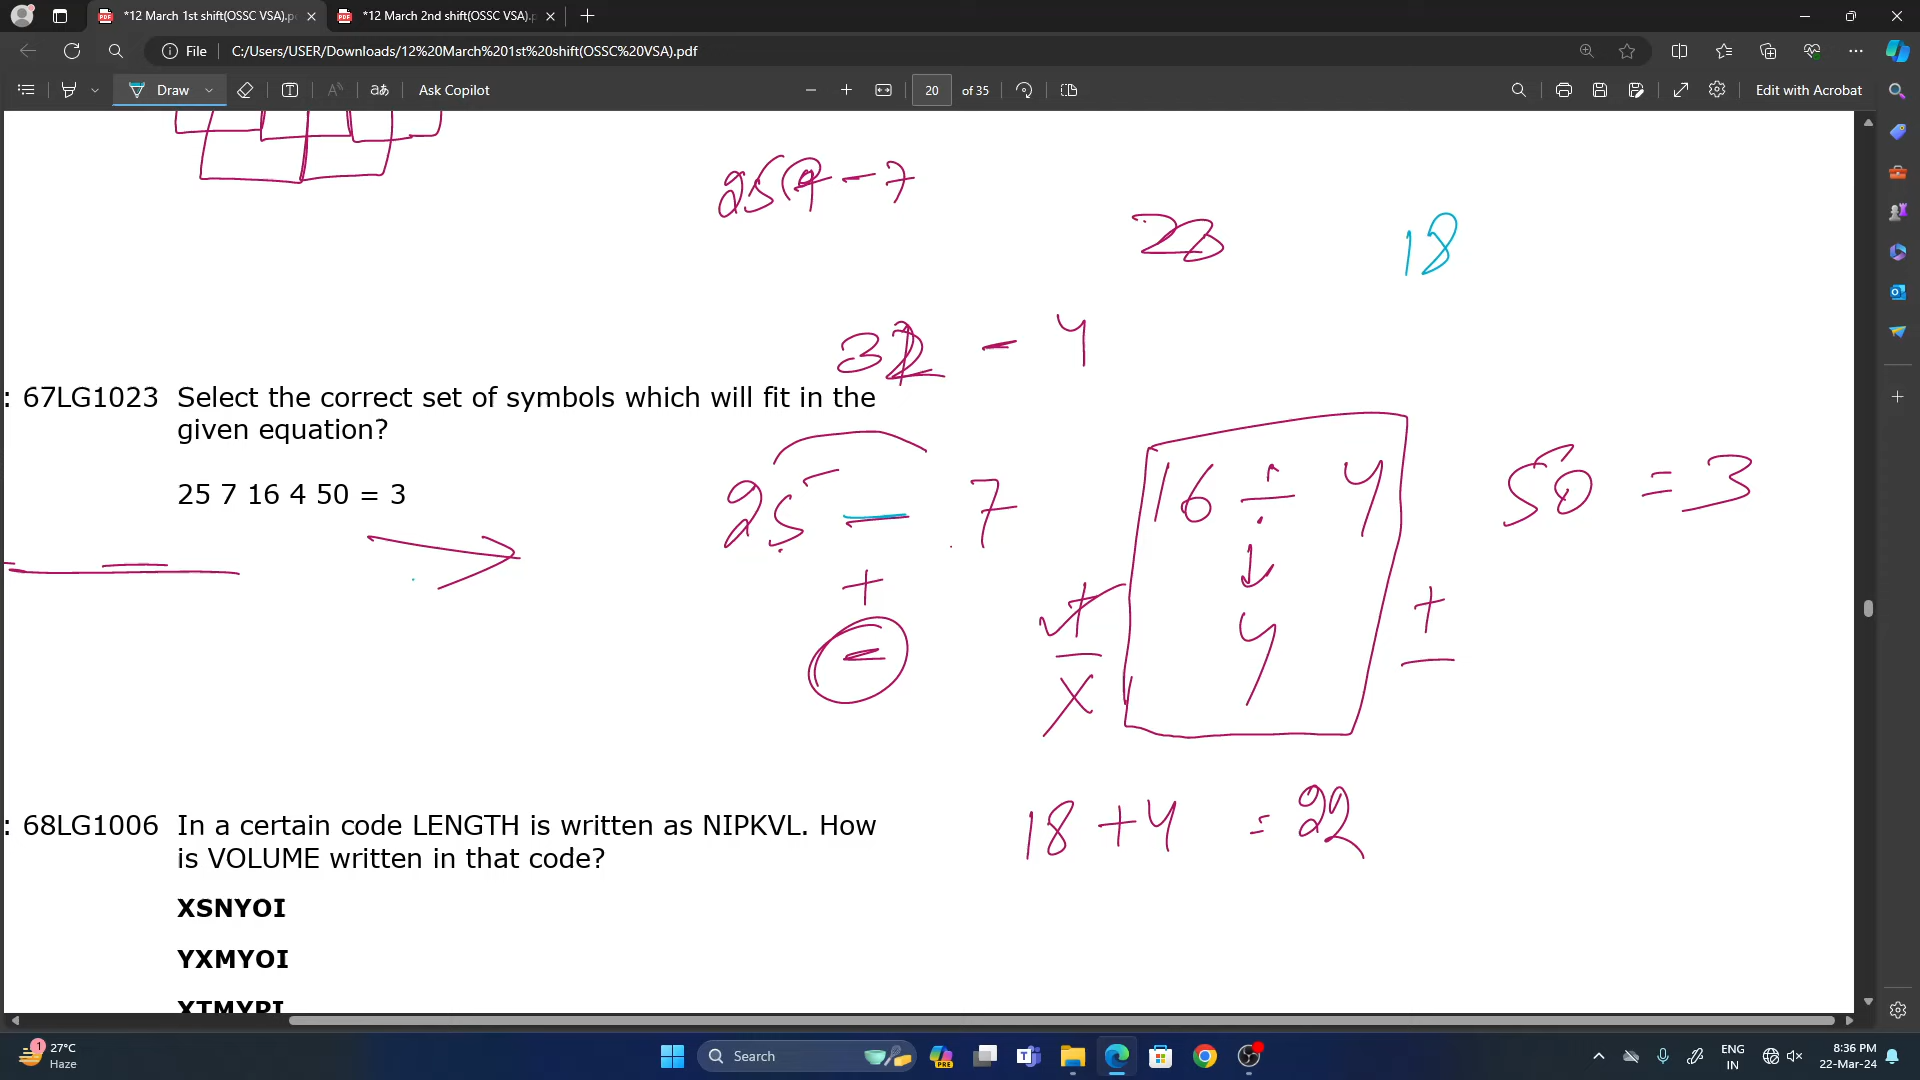 *12 March 1st shift(OSSC VSA).p
*12 March 2nd shift(OSSC VSA).p
File
C:/Users/USER/Downloads/12%20March%201st%20shift(OSSC%20VSA).pdf
Draw
Ask Copilot
20
of 35
Edit with Acrobat
- 7
23
18
32 - 4
: 67LG1023 Select the correct set of symbols which will fit in the
given equation?
25 7 16 4 50 = 3
25 - 7 16 ÷ 4 50 = 3
+
-
+
-
X
4
+
-
18 + 4 = 22
: 68LG1006 In a certain code LENGTH is written as NIPKVL. How
is VOLUME written in that code?
XSNYOI
YXMYOI
XTMYPI
1
27°C
Haze
Search
PRE
ENG
IN
8:36 PM
22-Mar-24